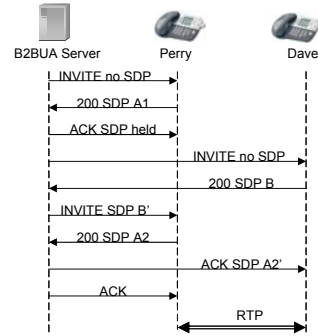 B2BUA Server
Perry
Dave
INVITE no SDP
200 SDP A1
ACK SDP held
INVITE no SDP
200 SDP B
INVITE SDP B'
200 SDP A2
ACK SDP A2'
ACK
RTP